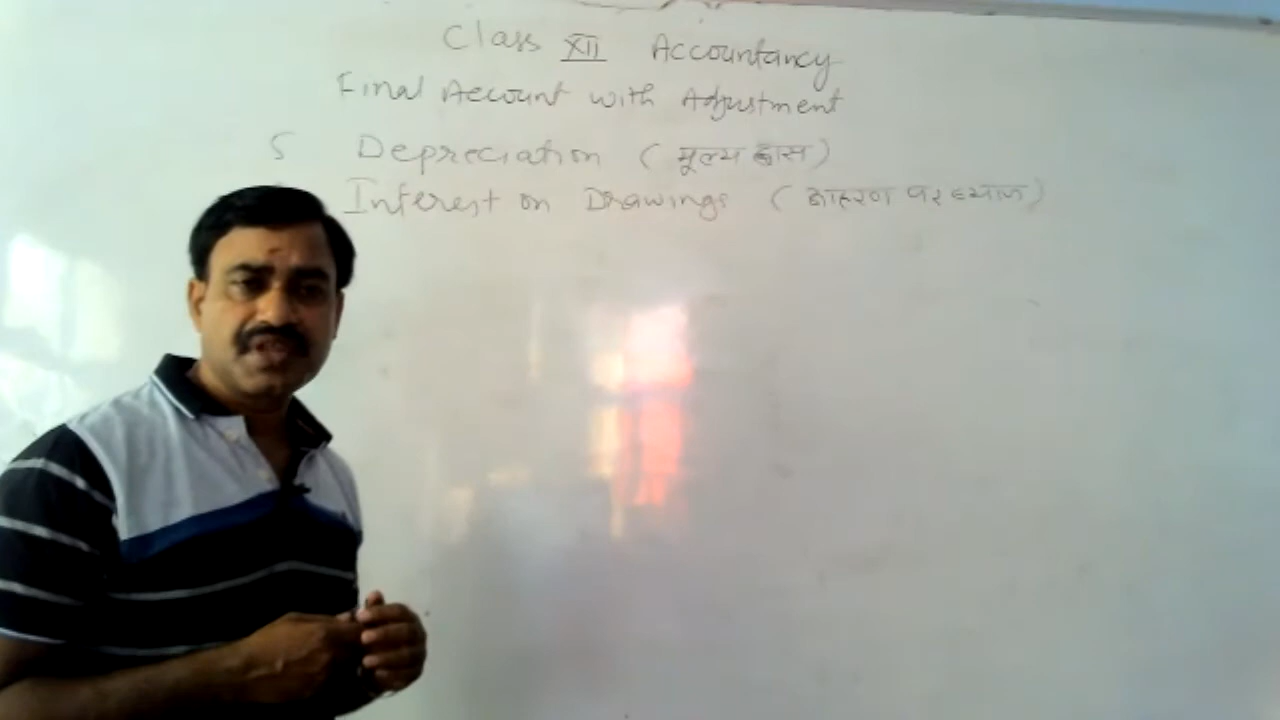 Class XII Accountancy
Final Account with Adjustment
5 Depreciation (मूल्य ह्रास)
Interest on Drawings (आहरण पर ब्याज)